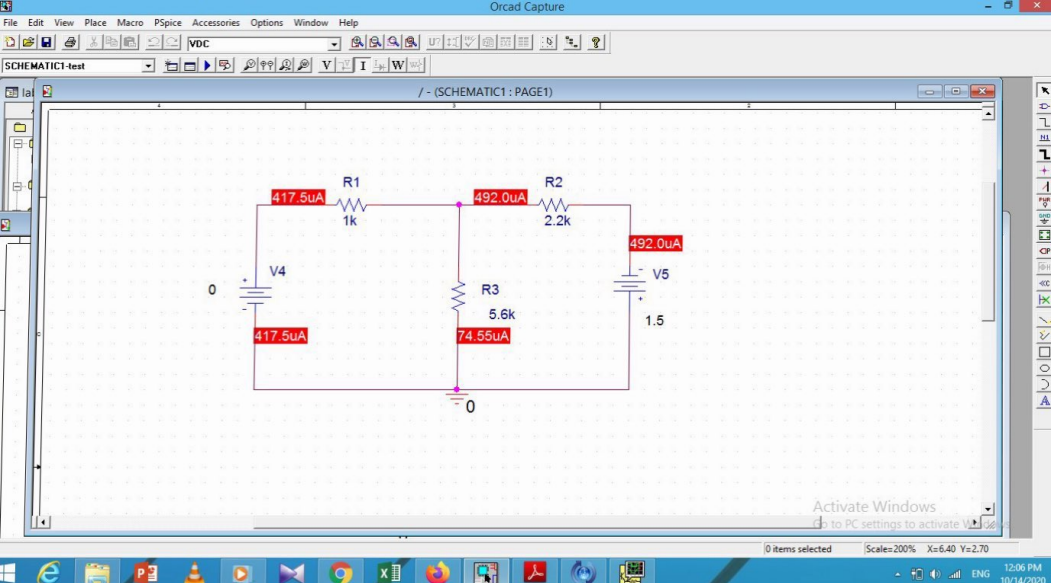 Orcad Capture
File Edit View Place Macro PSpice Accessories Options Window Help
VDC
U?
SCHEMATIC1-test
V I W
/ - (SCHEMATIC1 : PAGE1)
N1
R1 R2
417.5uA 492.0uA
1k 2.2k
492.0uA
V4 V5
0 R3
5.6k
1.5
417.5uA 74.55uA
0
Activate Windows
Go to PC settings to activate W
0 items selected Scale=200% X=6.40 Y=2.70
ENG 12:06 PM